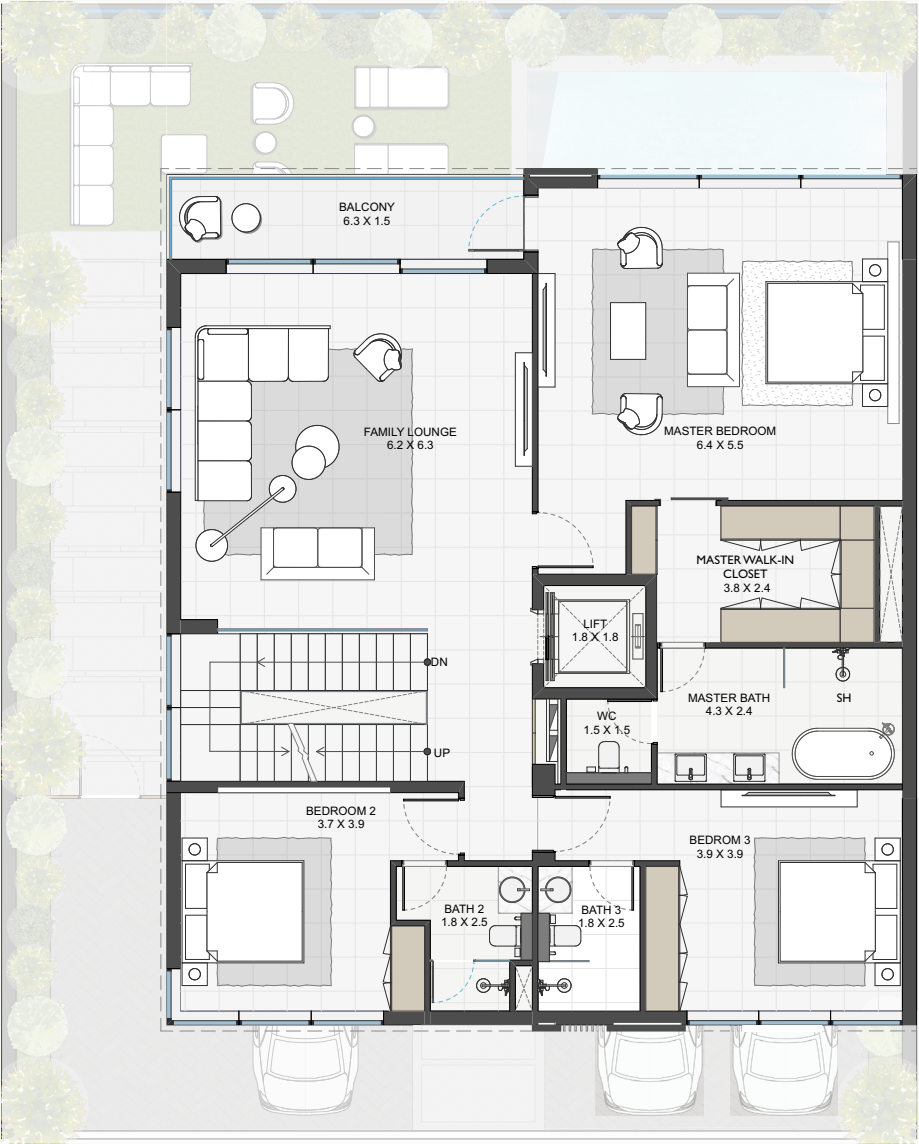 BALCONY
6.3 X 1.5
FAMILY LOUNGE
6.2 X 6.3
MASTER BEDROOM
6.4 X 5.5
MASTER WALK-IN
CLOSET
3.8 X 2.4
LIFT
1.8 X 1.8
DN
UP
WC
1.5 X 1.5
MASTER BATH
4.3 X 2.4
SH
BEDROOM 2
3.7 X 3.9
BEDROM 3
3.9 X 3.9
BATH 2
1.8 X 2.5
BATH 3
1.8 X 2.5